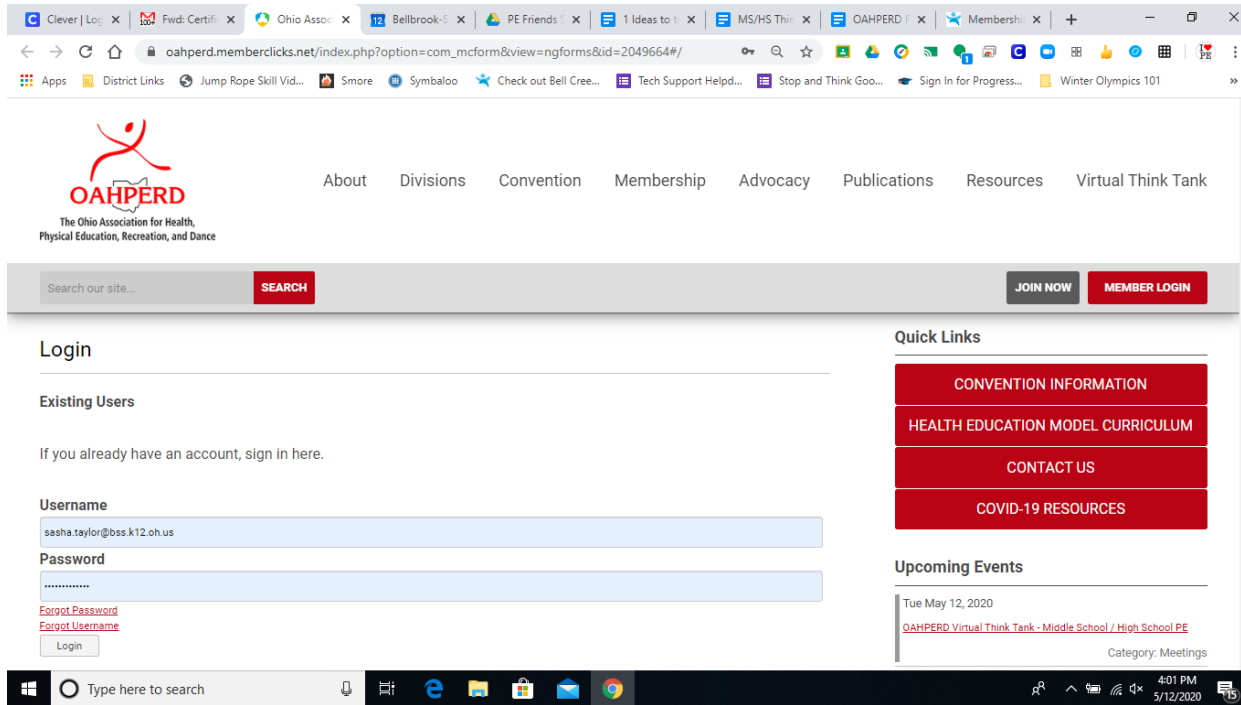 Clever | Log
Fwd: Certifi
Ohio Assoc
12 Bellbrook-S
PE Friends S
1 Ideas to t
MS/HS Thin
OAHPERD F
Membershi
oahperd.memberclicks.net/index.php?option=com_mcform&view=ngforms&id=2049664#/
Apps District Links Jump Rope Skill Vid... Smore Symbaloo Check out Bell Cree... Tech Support Helpd... Stop and Think Goo... Sign In for Progress... Winter Olympics 101 »
OAHPERD
The Ohio Association for Health,
Physical Education, Recreation, and Dance
About Divisions Convention Membership Advocacy Publications Resources Virtual Think Tank
Search our site... SEARCH JOIN NOW MEMBER LOGIN
Login
Existing Users
If you already have an account, sign in here.
Username
sasha.taylor@bss.k12.oh.us
Password
•••••••••••••
Forgot Password
Forgot Username
Login
Quick Links
CONVENTION INFORMATION
HEALTH EDUCATION MODEL CURRICULUM
CONTACT US
COVID-19 RESOURCES
Upcoming Events
Tue May 12, 2020
OAHPERD Virtual Think Tank - Middle School / High School PE
Category: Meetings
Type here to search
4:01 PM
5/12/2020
15